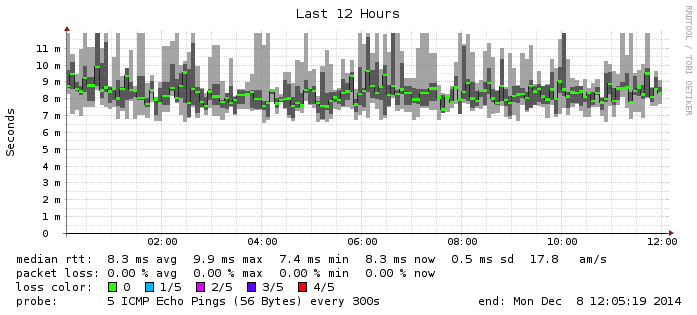 Last 12 Hours
RRDTOOL / TOBI OETIKER
Seconds
11 m
10 m
9 m
8 m
7 m
6 m
5 m
4 m
3 m
2 m
1 m
0
02:00 04:00 06:00 08:00 10:00 12:00
median rtt: 8.3 ms avg 9.9 ms max 7.4 ms min 8.3 ms now 0.5 ms sd 17.8 am/s
packet loss: 0.00 % avg 0.00 % max 0.00 % min 0.00 % now
loss color: 0 1/5 2/5 3/5 4/5
probe: 5 ICMP Echo Pings (56 Bytes) every 300s end: Mon Dec 8 12:05:19 2014